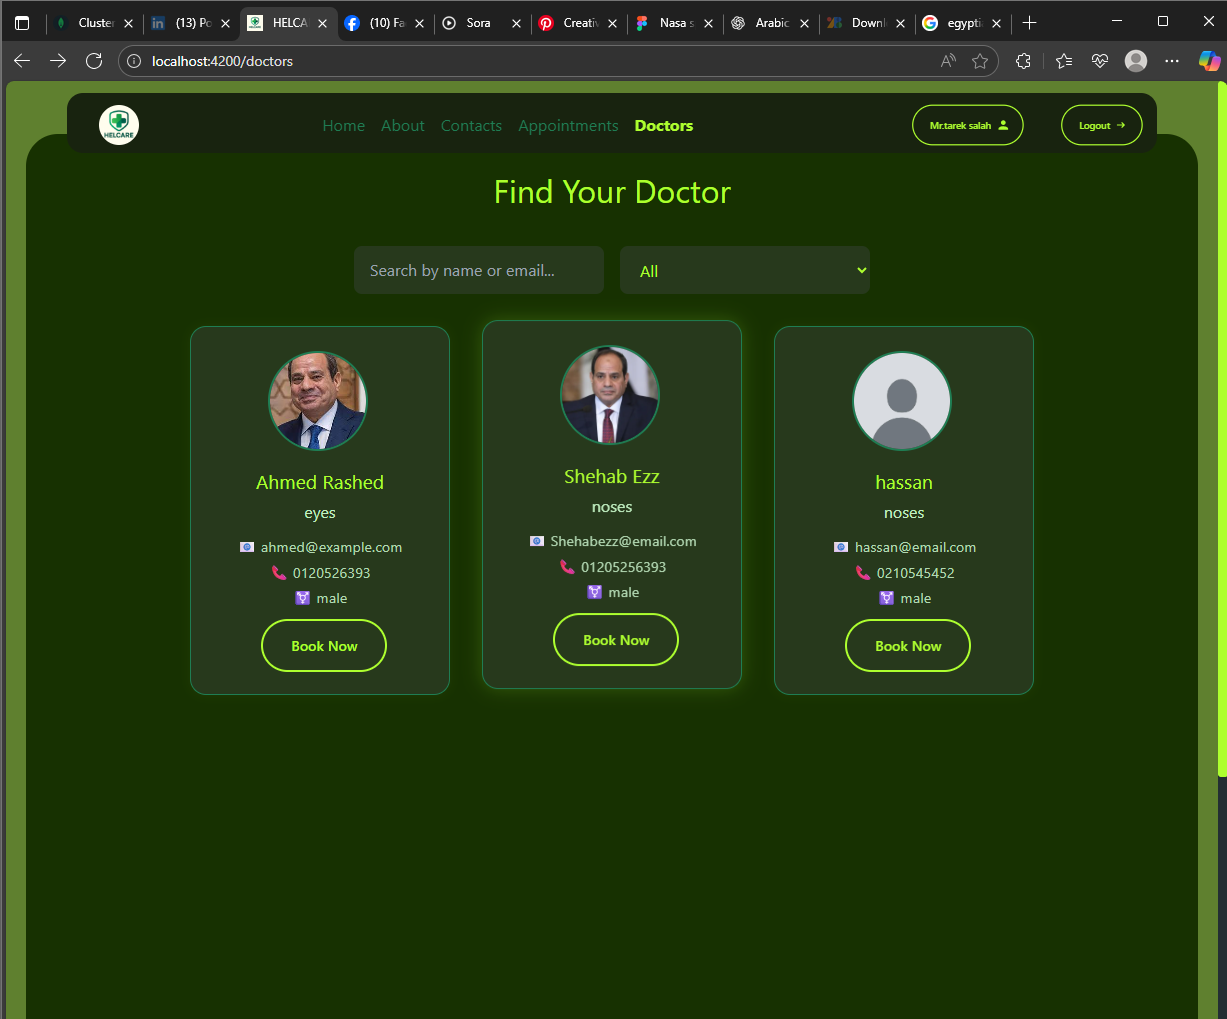 Cluster
(13) Po
HELCA
(10) Fa
Sora
Creativ
Nasa s
Arabic
Downl
egypti
localhost:4200/doctors
HELCARE
Home
About
Contacts
Appointments
Doctors
Mr.tarek salah
Logout
Find Your Doctor
Search by name or email...
All
Ahmed Rashed
eyes
ahmed@example.com
0120526393
male
Book Now
Shehab Ezz
noses
Shehabezz@email.com
01205256393
male
Book Now
hassan
noses
hassan@email.com
0210545452
male
Book Now